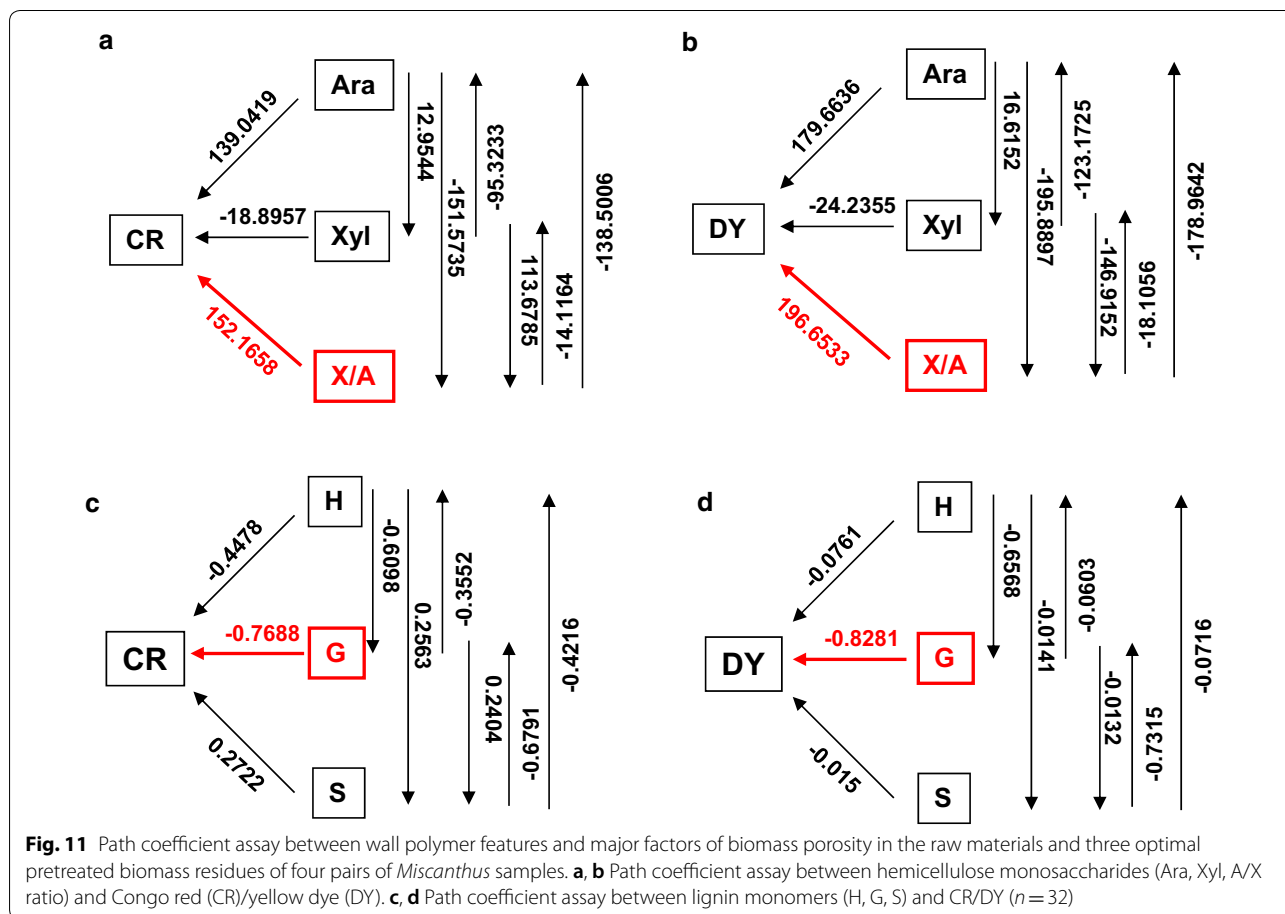 a
Ara
139.0419
12.9544
-151.5735
-95.3233
-138.5006
CR
-18.8957
Xyl
113.6785
-14.1164
152.1658
X/A
b
Ara
179.6636
16.6152
-195.8897
-123.1725
-178.9642
DY
-24.2355
Xyl
-146.9152
-18.1056
196.6533
X/A
c
H
-0.4478
-0.6098
0.2563
-0.3552
-0.4216
CR
-0.7688
G
0.2404
-0.6791
0.2722
S
d
H
-0.0761
-0.6568
-0.0141
-0.0603
-0.0716
DY
-0.8281
G
-0.0132
-0.7315
-0.015
S
Fig. 11 Path coefficient assay between wall polymer features and major factors of biomass porosity in the raw materials and three optimal
pretreated biomass residues of four pairs of Miscanthus samples. a, b Path coefficient assay between hemicellulose monosaccharides (Ara, Xyl, A/X
ratio) and Congo red (CR)/yellow dye (DY). c, d Path coefficient assay between lignin monomers (H, G, S) and CR/DY (n = 32)